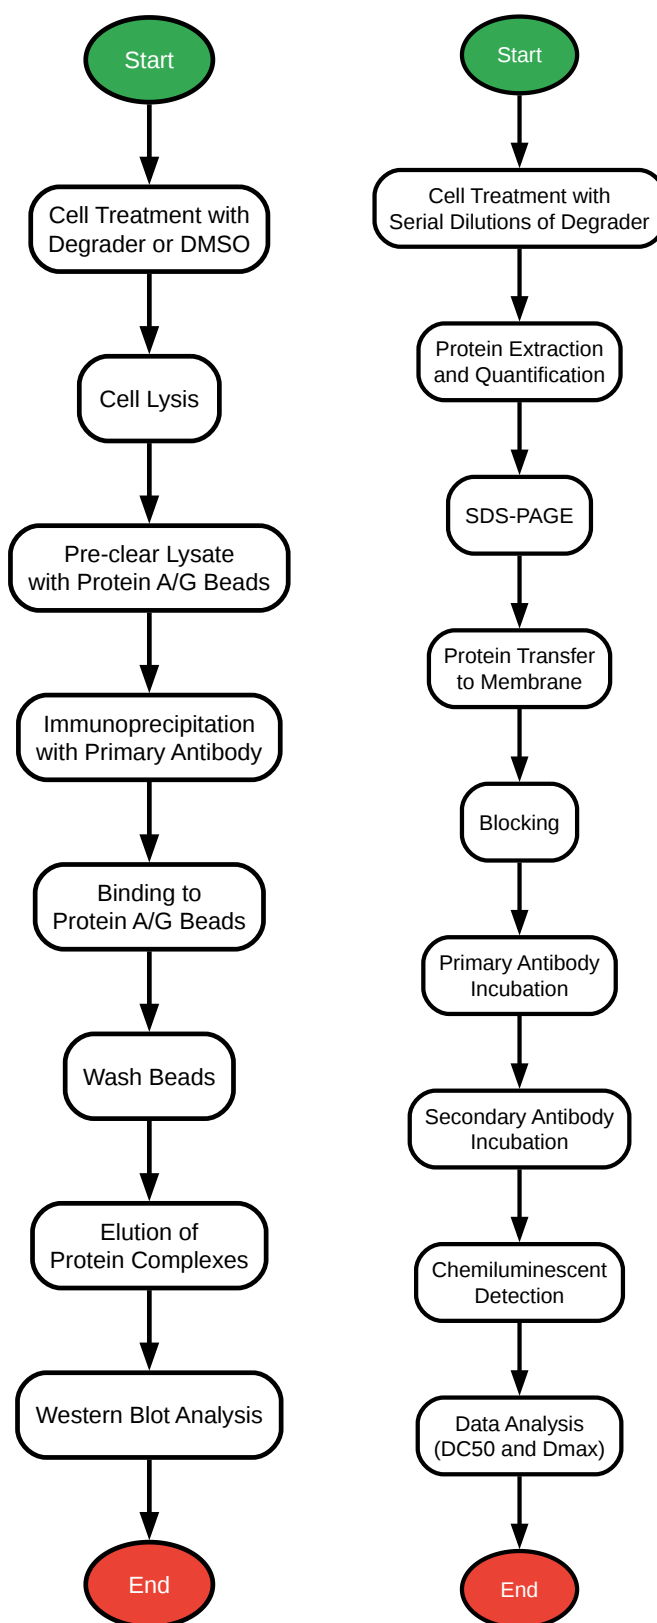 Start
Cell Treatment with
Degrader or DMSO
Cell Lysis
Pre-clear Lysate
with Protein A/G Beads
Immunoprecipitation
with Primary Antibody
Binding to
Protein A/G Beads
Wash Beads
Elution of
Protein Complexes
Western Blot Analysis
End
Start
Cell Treatment with
Serial Dilutions of Degrader
Protein Extraction
and Quantification
SDS-PAGE
Protein Transfer
to Membrane
Blocking
Primary Antibody
Incubation
Secondary Antibody
Incubation
Chemiluminescent
Detection
Data Analysis
(DC50 and Dmax)
End